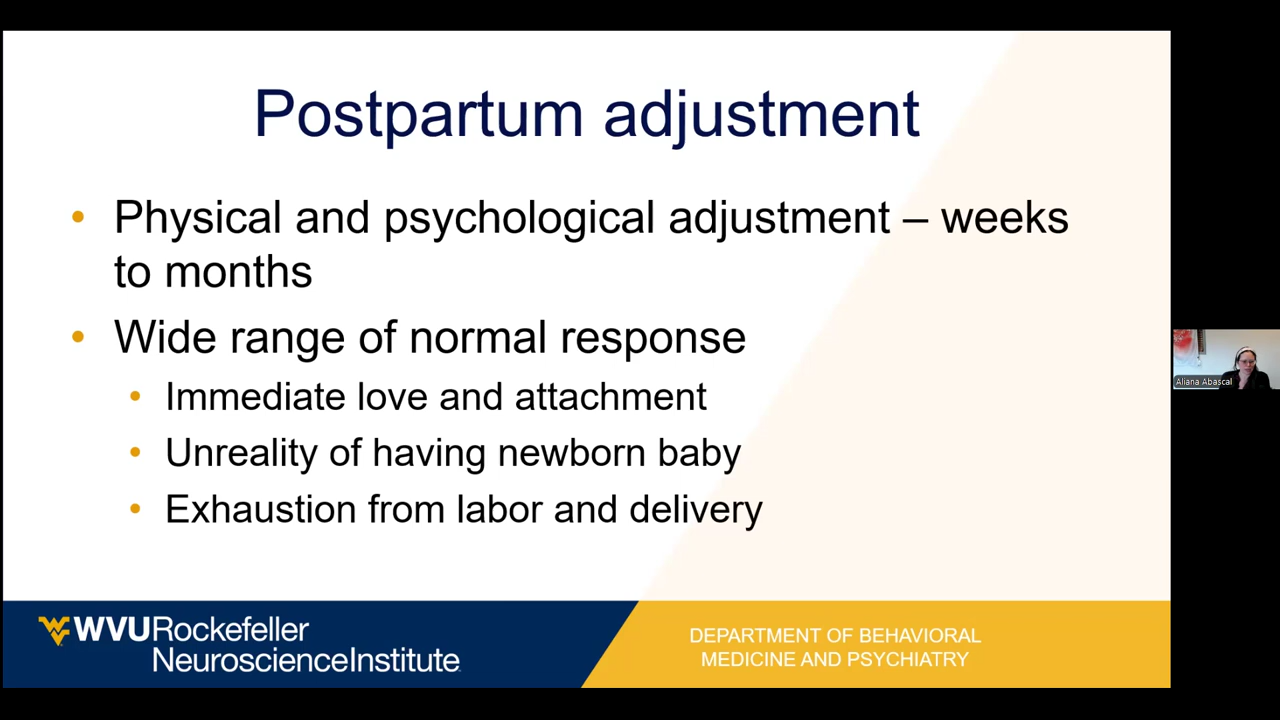 Postpartum adjustment
• Physical and psychological adjustment – weeks
to months
• Wide range of normal response
• Immediate love and attachment
• Unreality of having newborn baby
• Exhaustion from labor and delivery
Aliana Abascal
WVURockefeller
NeuroscienceInstitute
DEPARTMENT OF BEHAVIORAL
MEDICINE AND PSYCHIATRY